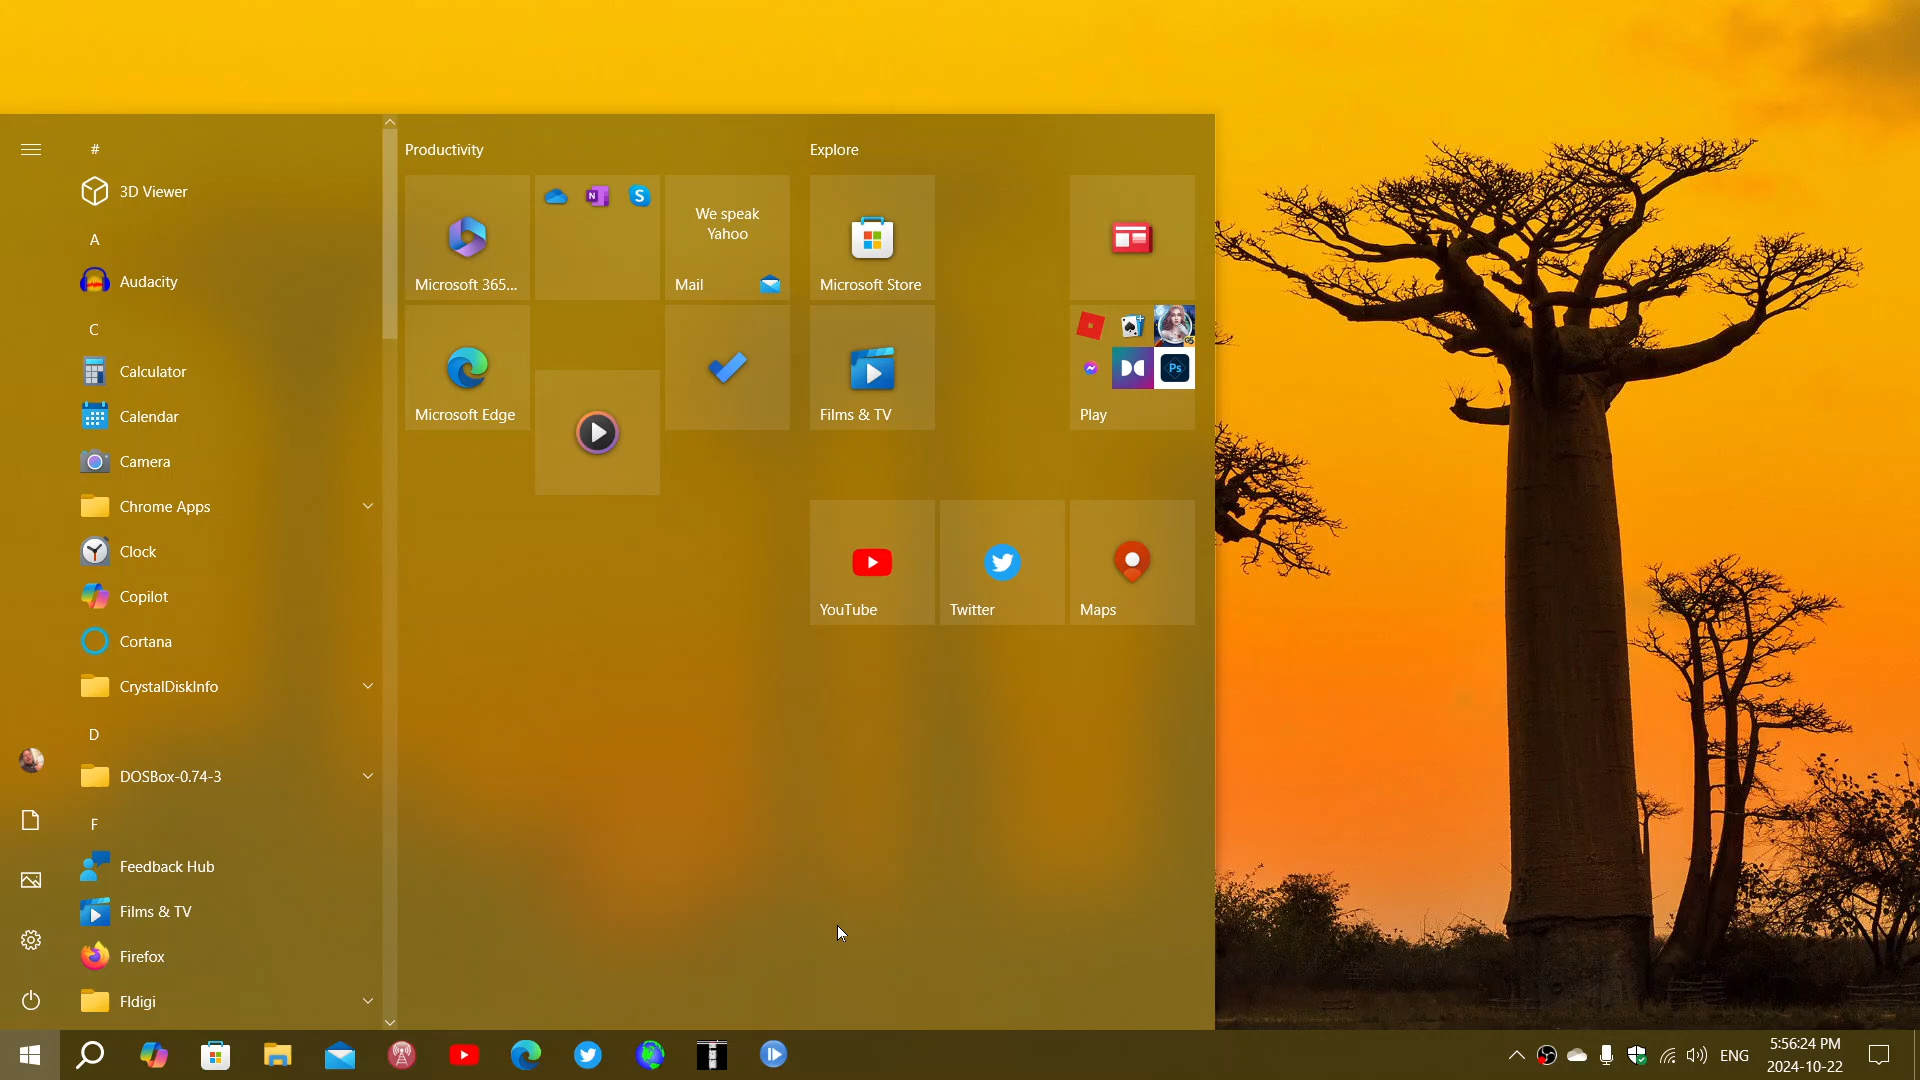 #
3D Viewer
A
Audacity
C
Calculator
Calendar
Camera
Chrome Apps
Clock
Copilot
Cortana
CrystalDiskInfo
D
DOSBox-0.74-3
F
Feedback Hub
Films & TV
Firefox
Fldigi
Productivity
Microsoft 365...
N
S
We speak
Yahoo
Mail
Microsoft Edge
Explore
Microsoft Store
Films & TV
G5
Ps
Play
YouTube
Twitter
Maps
ENG
5:56:24 PM
2024-10-22